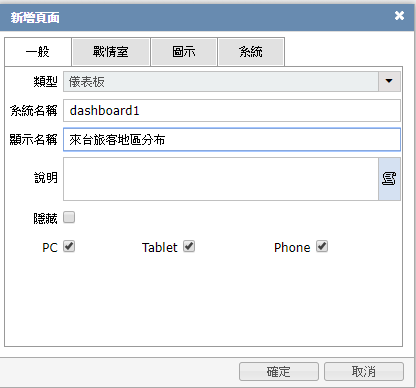 新增頁面
一般 戰情室 圖示 系統
類型 儀表板
系統名稱 dashboard1
顯示名稱 來台旅客地區分布
說明
隱藏
PC Tablet Phone
確定 取消